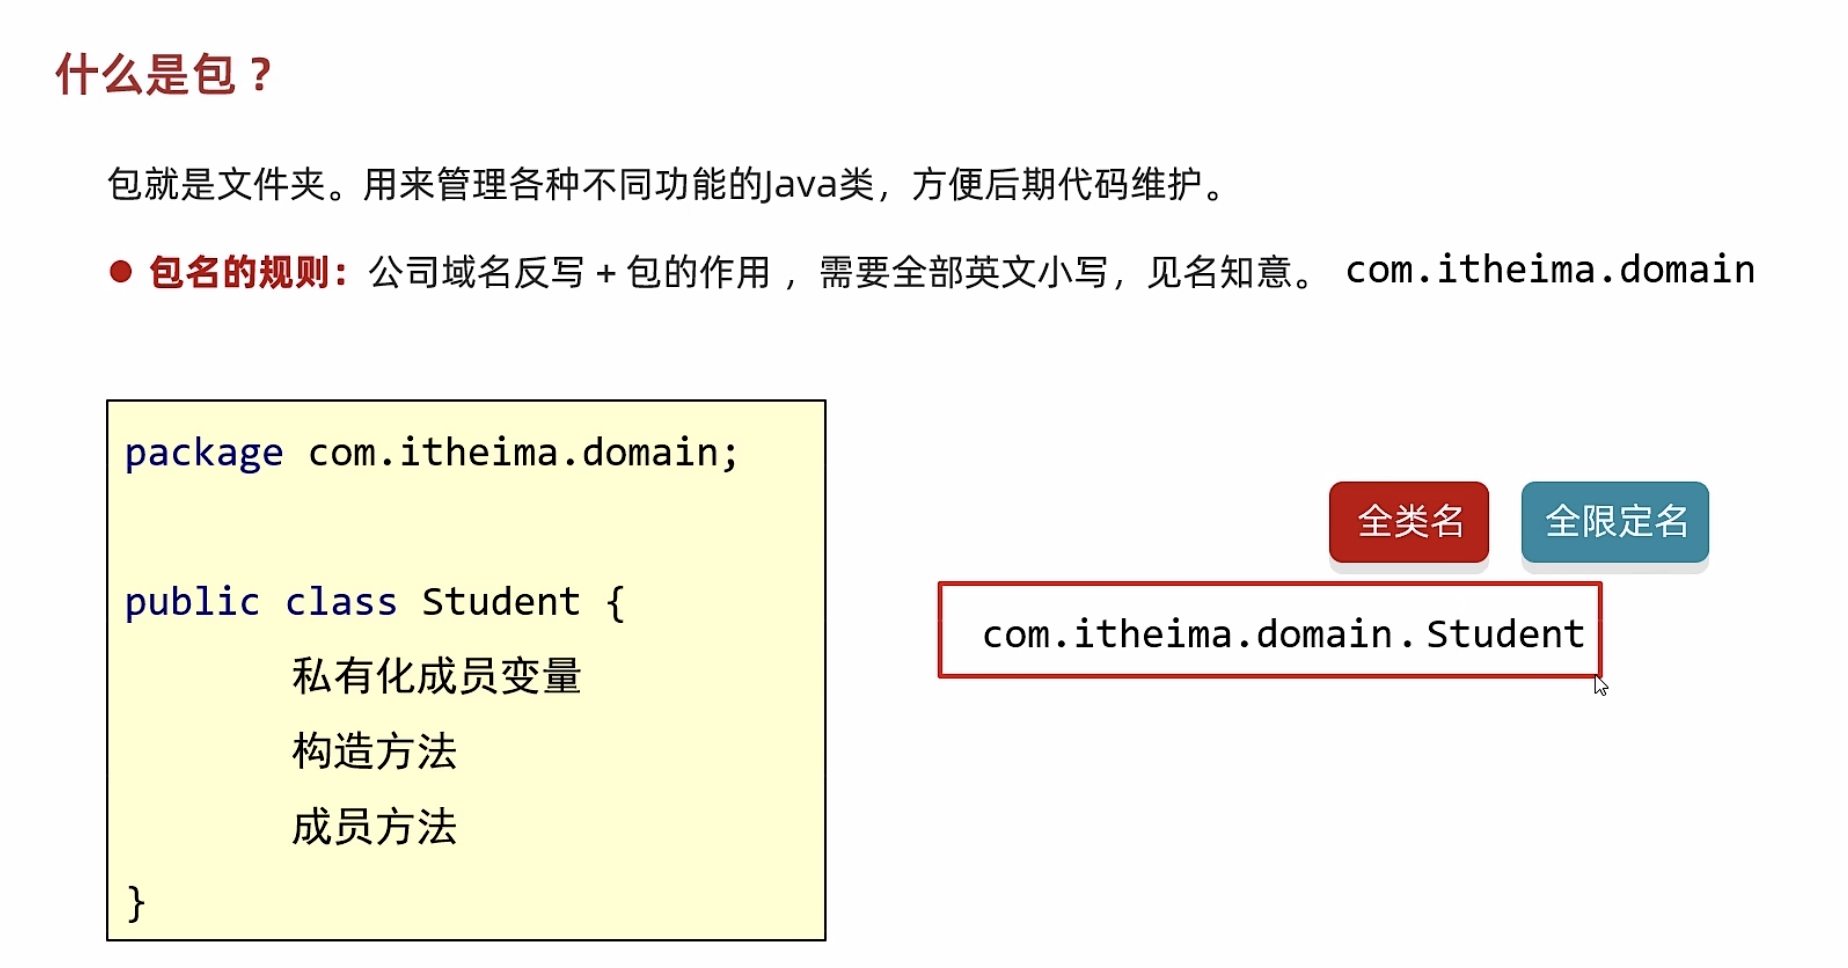 什么是包？
包就是文件夹。用来管理各种不同功能的Java类，方便后期代码维护。
● 包名的规则：公司域名反写 + 包的作用 ，需要全部英文小写，见名知意。 com.itheima.domain
package com.itheima.domain;
public class Student {
私有化成员变量
构造方法
成员方法
}
全类名 全限定名
com.itheima.domain.Student